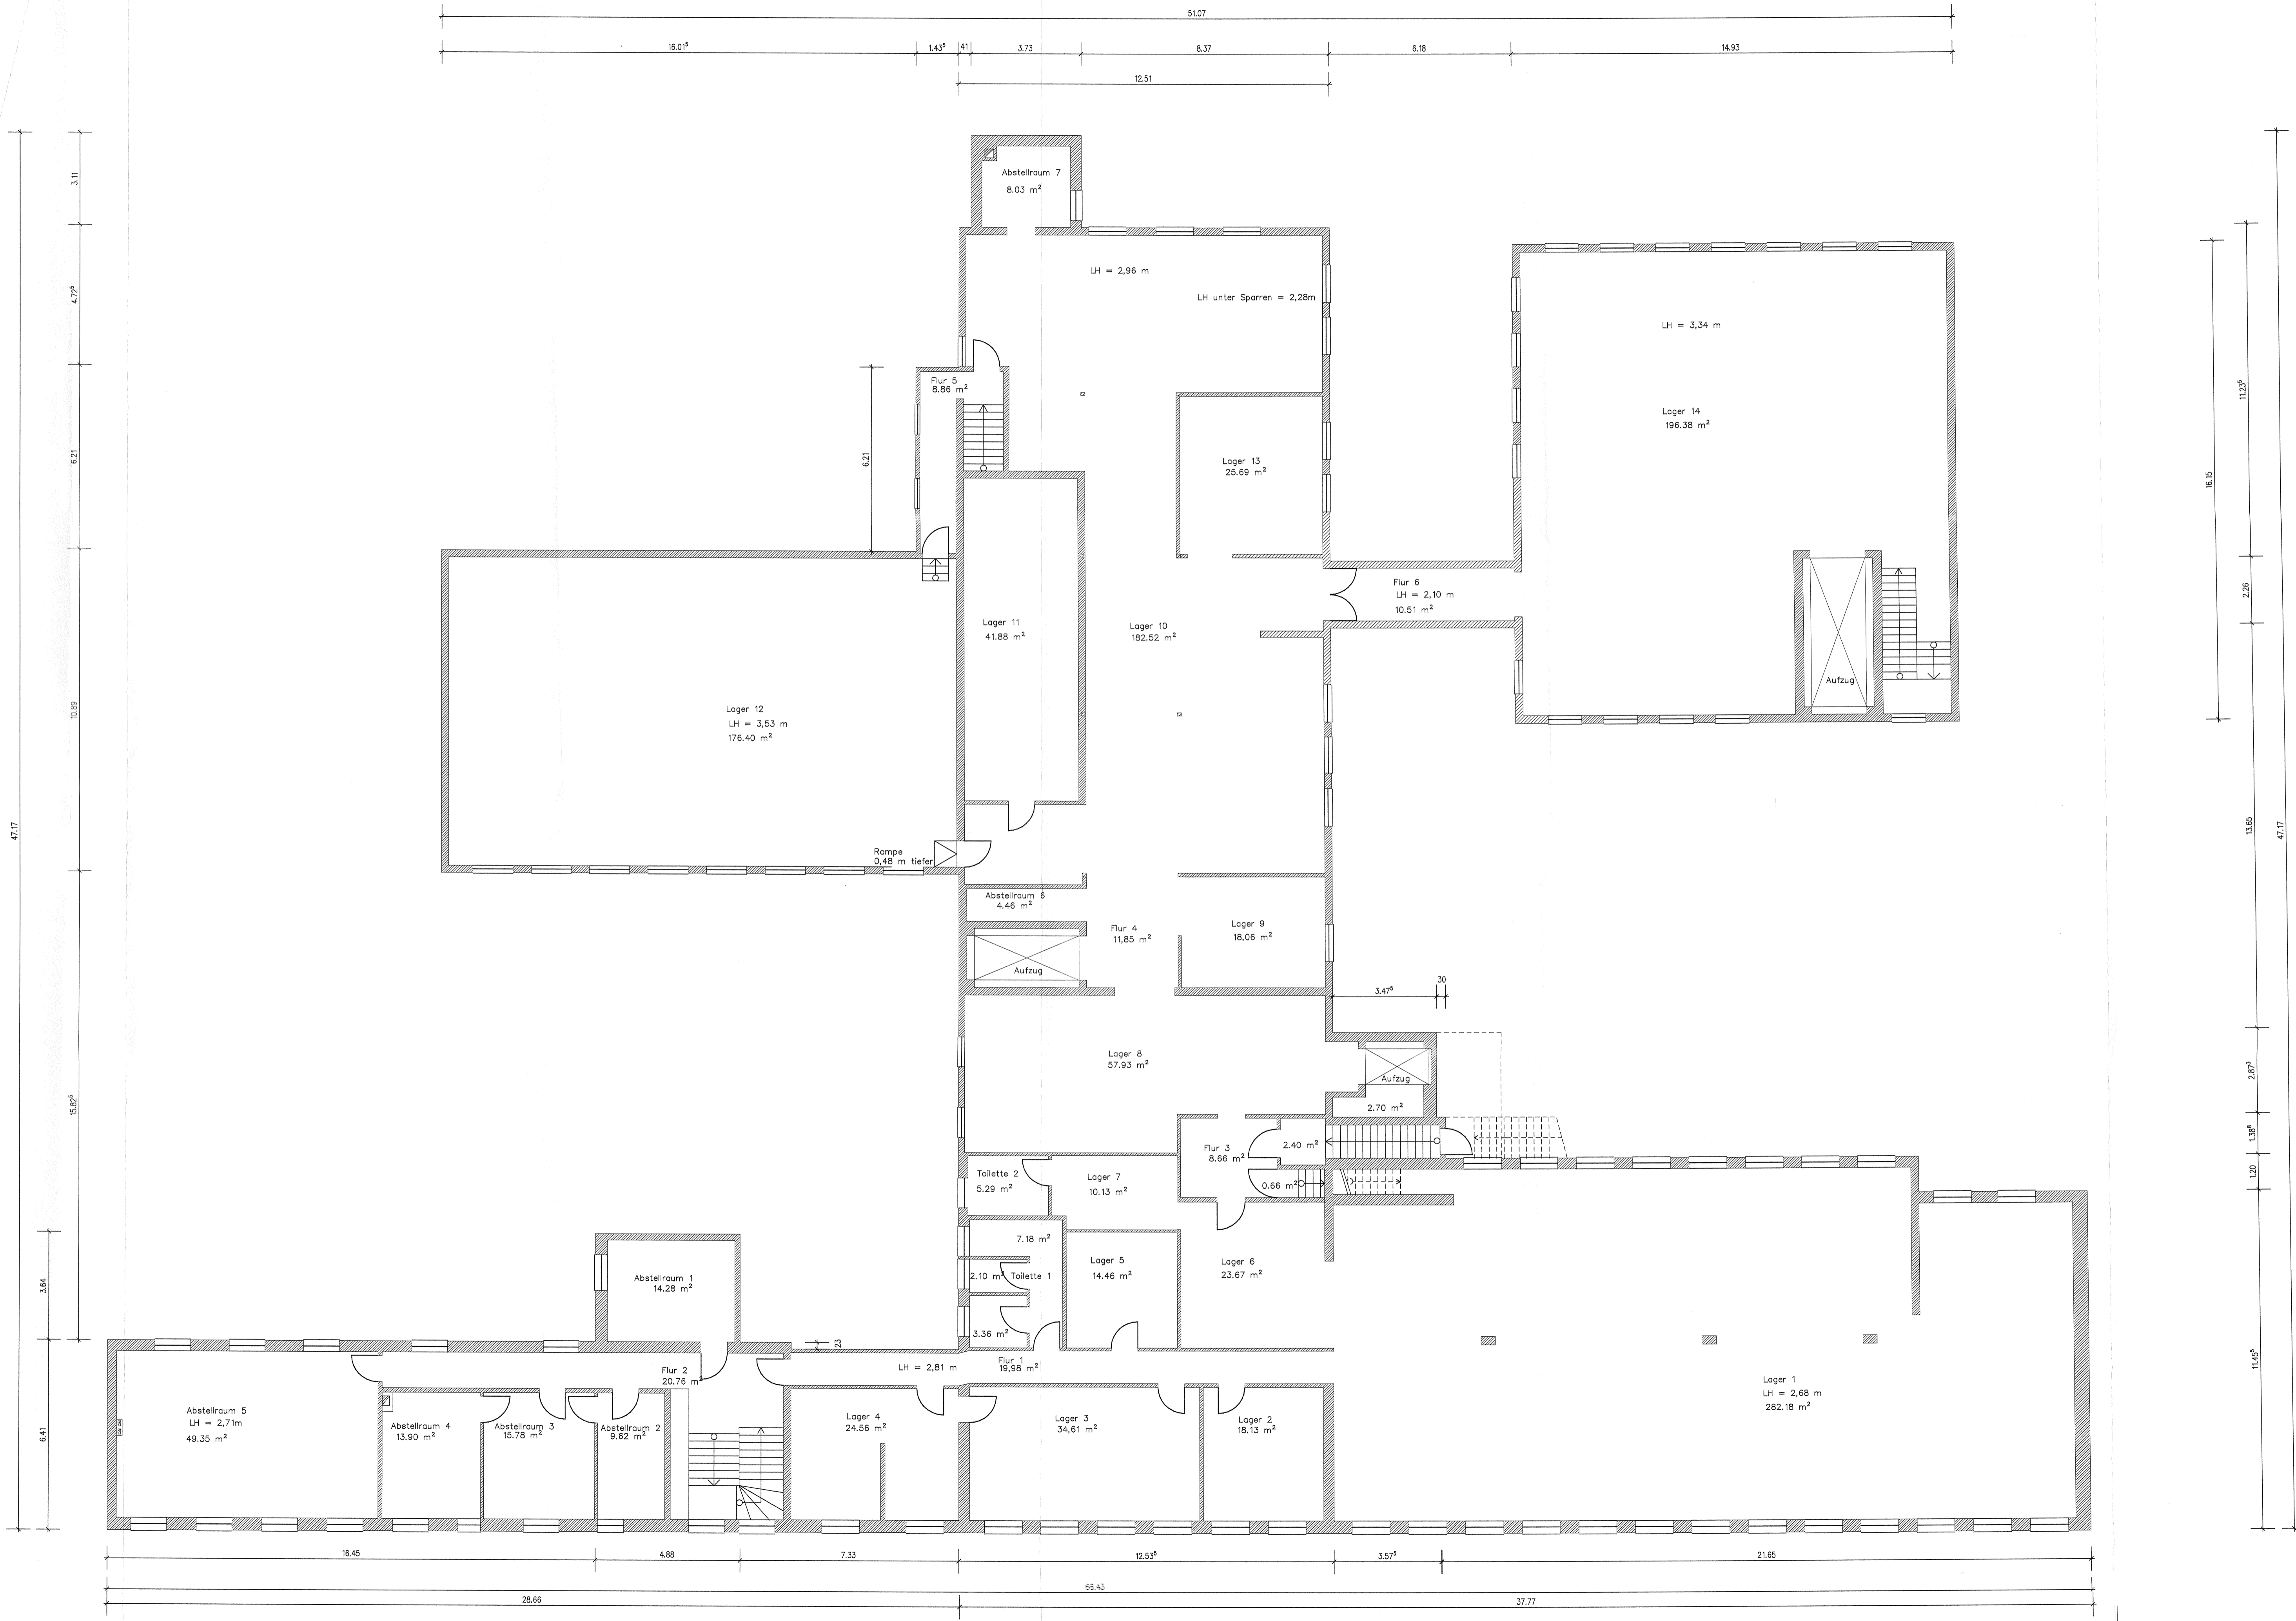 51.07
16.01⁵
1.43⁵
41
3.73
8.37
6.18
14.93
12.51
Abstellraum 7
8.03 m²
3.11
LH = 2,96 m
LH unter Sparren = 2,28m
4.72⁵
LH = 3,34 m
Flur 5
8.86 m²
11.23⁵
Lager 14
196.38 m²
6.21
6.21
Lager 13
25.69 m²
16.15
Flur 6
LH = 2,10 m
10.51 m²
2.26
Lager 11
41.88 m²
Lager 10
182.52 m²
Aufzug
Lager 12
LH = 3,53 m
176.40 m²
10.89
47.17
13.65
47.17
Rampe
0,48 m tiefer
Abstellraum 6
4.46 m²
Flur 4
11,85 m²
Lager 9
18,06 m²
Aufzug
3.47⁵
30
Lager 8
57.93 m²
Aufzug
2.87³
2.70 m²
15.82⁵
Flur 3
8.66 m²
2.40 m²
1.38⁸
Toilette 2
5.29 m²
Lager 7
10.13 m²
0.66 m²
1.20
7.18 m²
Lager 5
14.46 m²
Lager 6
23.67 m²
Abstellraum 1
14.28 m²
2.10 m²
Toilette 1
3.64
3.36 m²
23
Flur 2
20.76 m²
LH = 2,81 m
Flur 1
19,98 m²
Lager 1
LH = 2,68 m
282.18 m²
11.45⁵
Abstellraum 5
LH = 2,71m
49.35 m²
Abstellraum 4
13.90 m²
Abstellraum 3
15.78 m²
Abstellraum 2
9.62 m²
Lager 4
24.56 m²
Lager 3
34,61 m²
Lager 2
18.13 m²
6.41
16.45
4.88
7.33
12.53⁵
3.57⁵
21.65
66.43
28.66
37.77